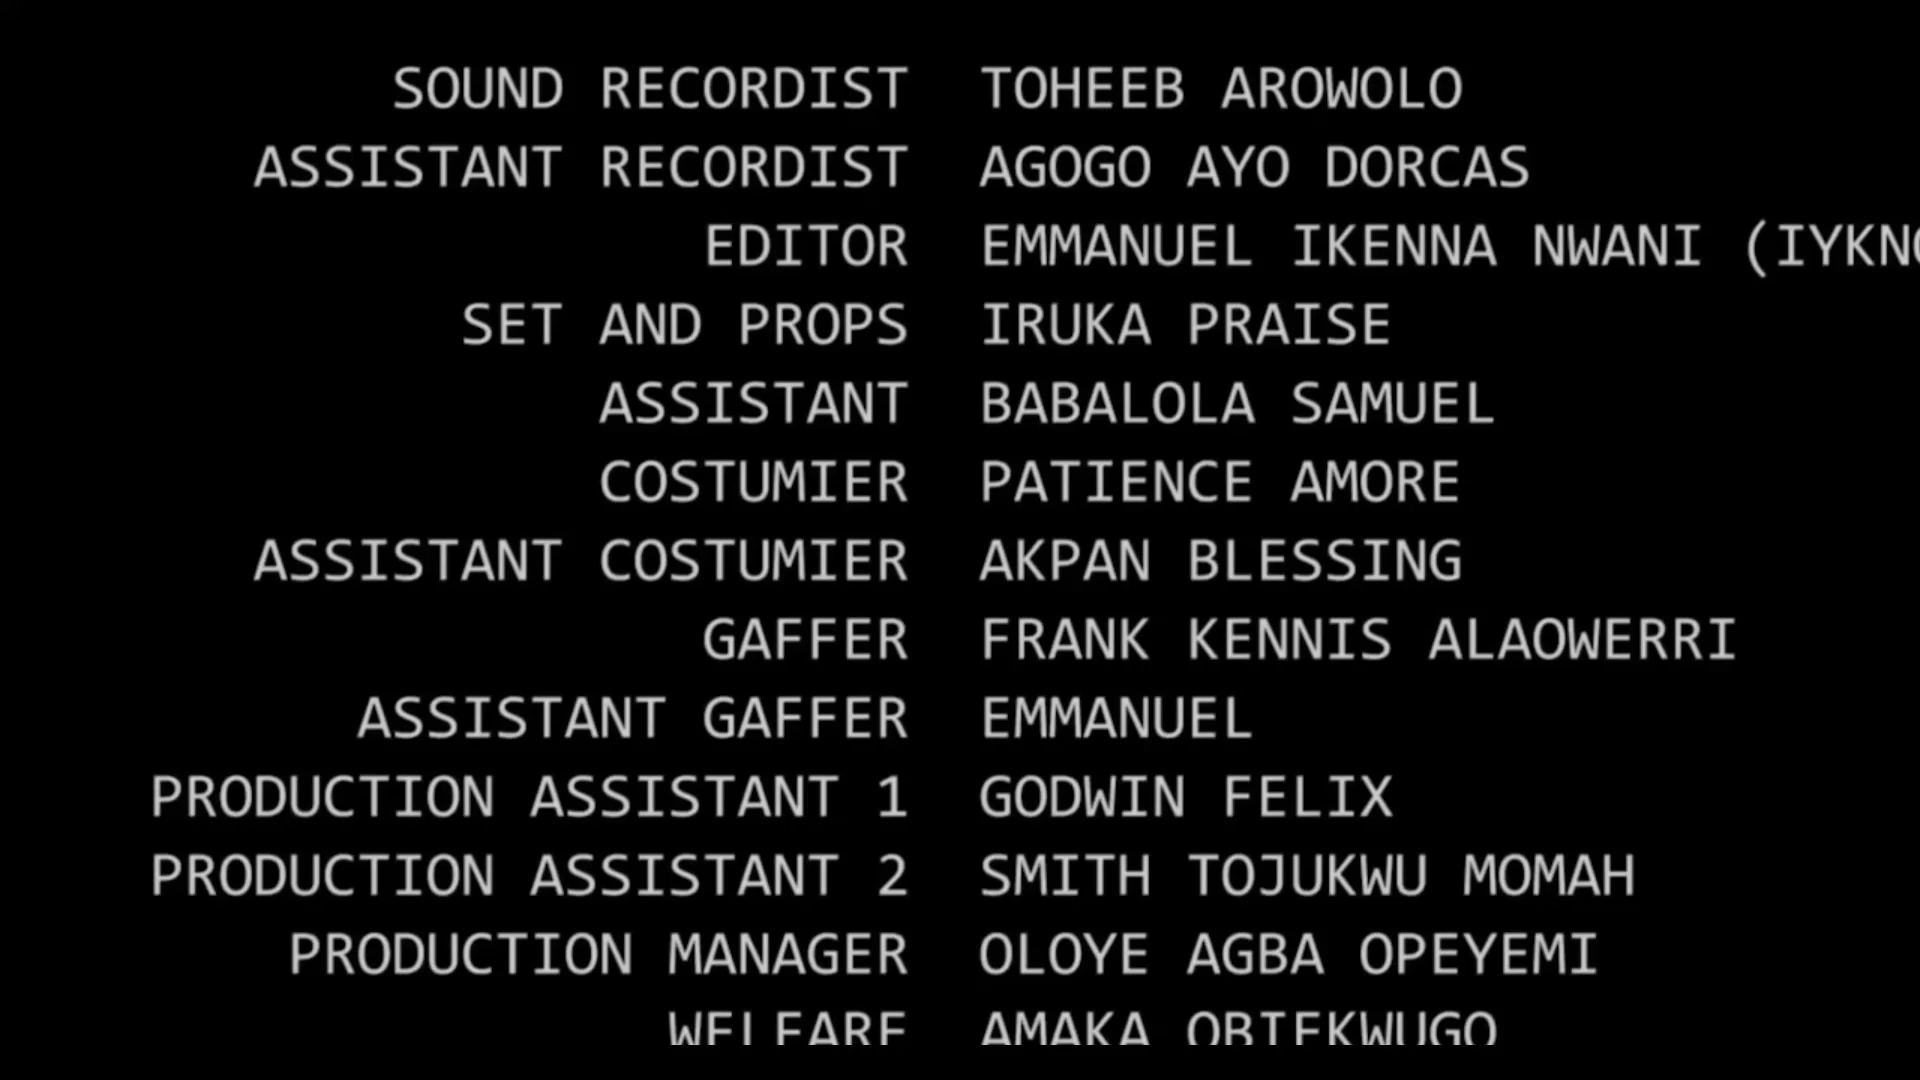 SOUND RECORDIST TOHEEB AROWOLO
ASSISTANT RECORDIST AGOGO AYO DORCAS
EDITOR EMMANUEL IKENNA NWANI
SET AND PROPS IRUKA PRAISE
ASSISTANT BABALOLA SAMUEL
COSTUMIER PATIENCE AMORE
ASSISTANT COSTUMIER AKPAN BLESSING
GAFFER FRANK KENNIS ALAOWERRI
ASSISTANT GAFFER EMMANUEL
PRODUCTION ASSISTANT 1 GODWIN FELIX
PRODUCTION ASSISTANT 2 SMITH TOJUKWU MOMAH
PRODUCTION MANAGER OLOYE AGBA OPEYEMI
WELFARE AMAKA OBIEKWUGO